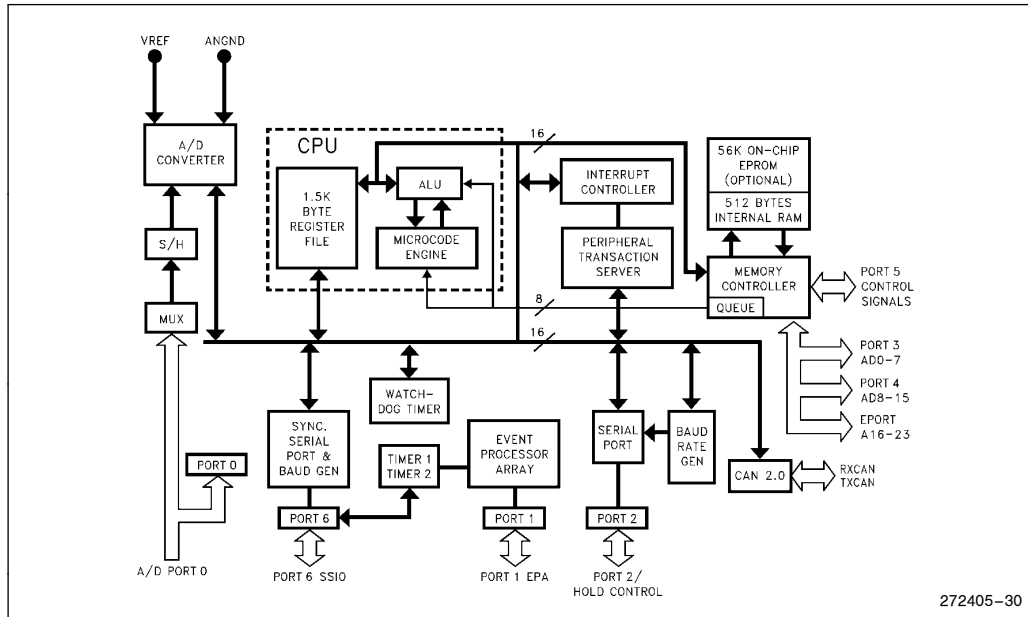 VREF
ANGND
A/D
CONVERTER
S/H
MUX
PORT 0
A/D PORT 0
CPU
1.5K
BYTE
REGISTER
FILE
ALU
MICROCODE
ENGINE
16
INTERRUPT
CONTROLLER
PERIPHERAL
TRANSACTION
SERVER
56K ON-CHIP
EPROM
(OPTIONAL)
512 BYTES
INTERNAL RAM
MEMORY
CONTROLLER
QUEUE
PORT 5
CONTROL
SIGNALS
8
16
PORT 3
AD0-7
PORT 4
AD8-15
EPORT
A16-23
WATCH-
DOG TIMER
SYNC.
SERIAL
PORT &
BAUD GEN
TIMER 1
TIMER 2
EVENT
PROCESSOR
ARRAY
SERIAL
PORT
BAUD
RATE
GEN
CAN 2.0
RXCAN
TXCAN
PORT 6
PORT 1
PORT 2
PORT 6 SSIO
PORT 1 EPA
PORT 2/
HOLD CONTROL
272405-30